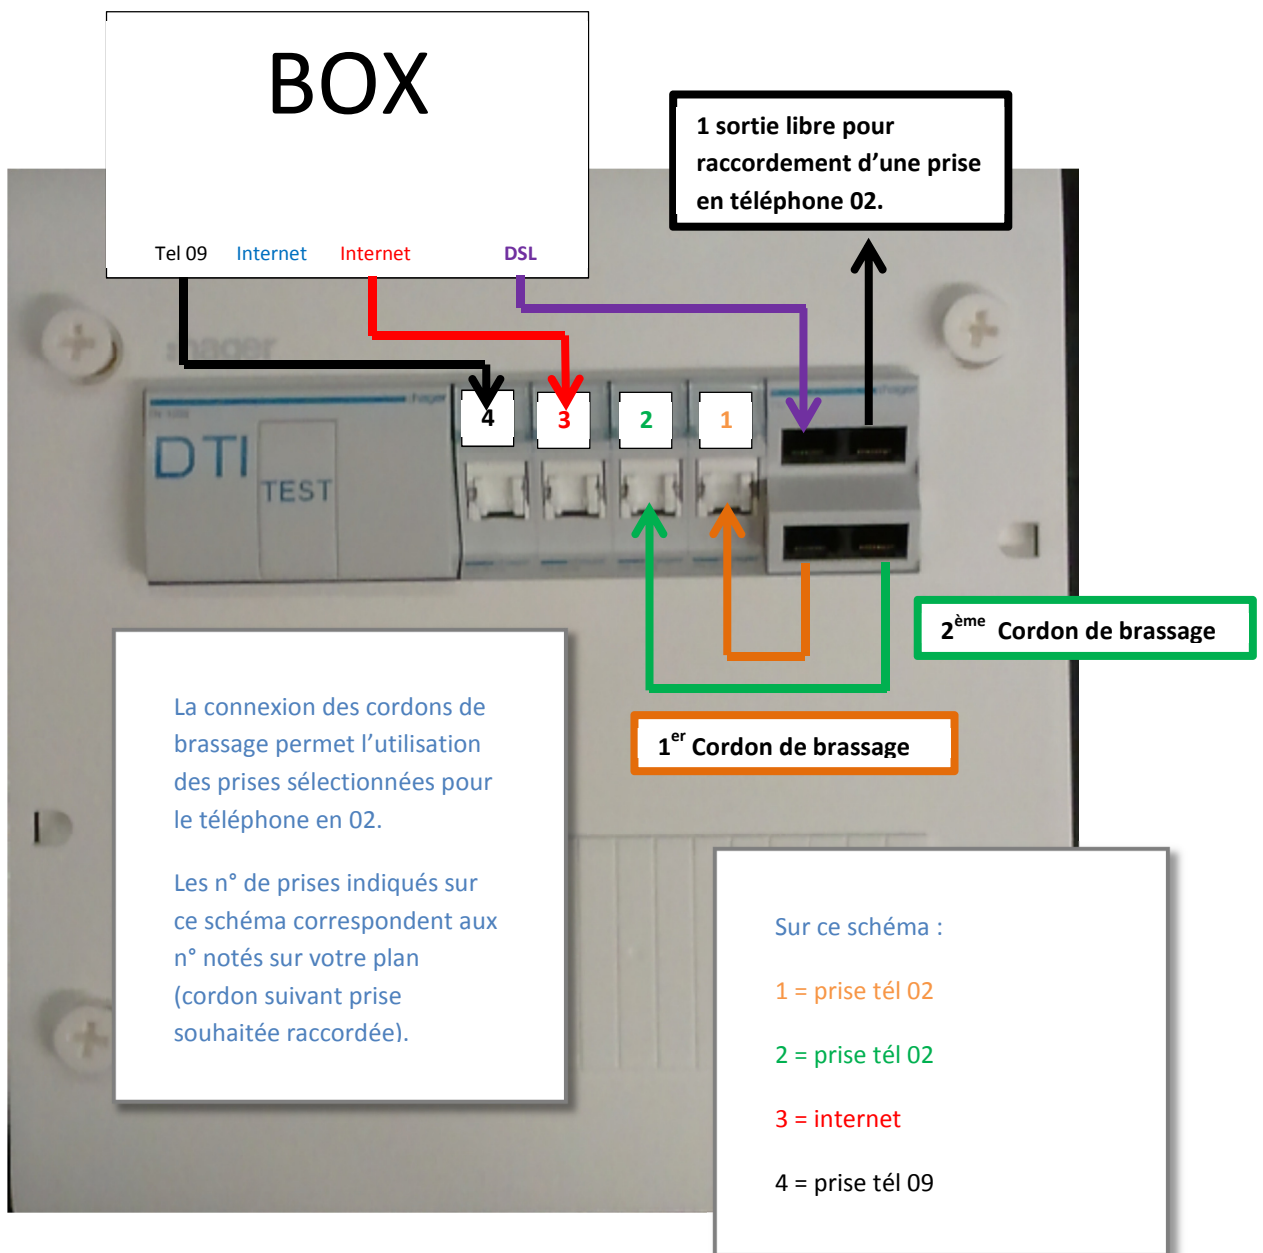 BOX
1 sortie libre pour
raccordement d’une prise
en téléphone 02.
Tel 09 Internet Internet DSL
:hager
:hager
:hager
DTI
TEST
4 3 2 1
2ème Cordon de brassage
1er Cordon de brassage
La connexion des cordons de
brassage permet l’utilisation
des prises sélectionnées pour
le téléphone en 02.
Les n° de prises indiqués sur
ce schéma correspondent aux
n° notés sur votre plan
(cordon suivant prise
souhaitée raccordée).
Sur ce schéma :
1 = prise tél 02
2 = prise tél 02
3 = internet
4 = prise tél 09